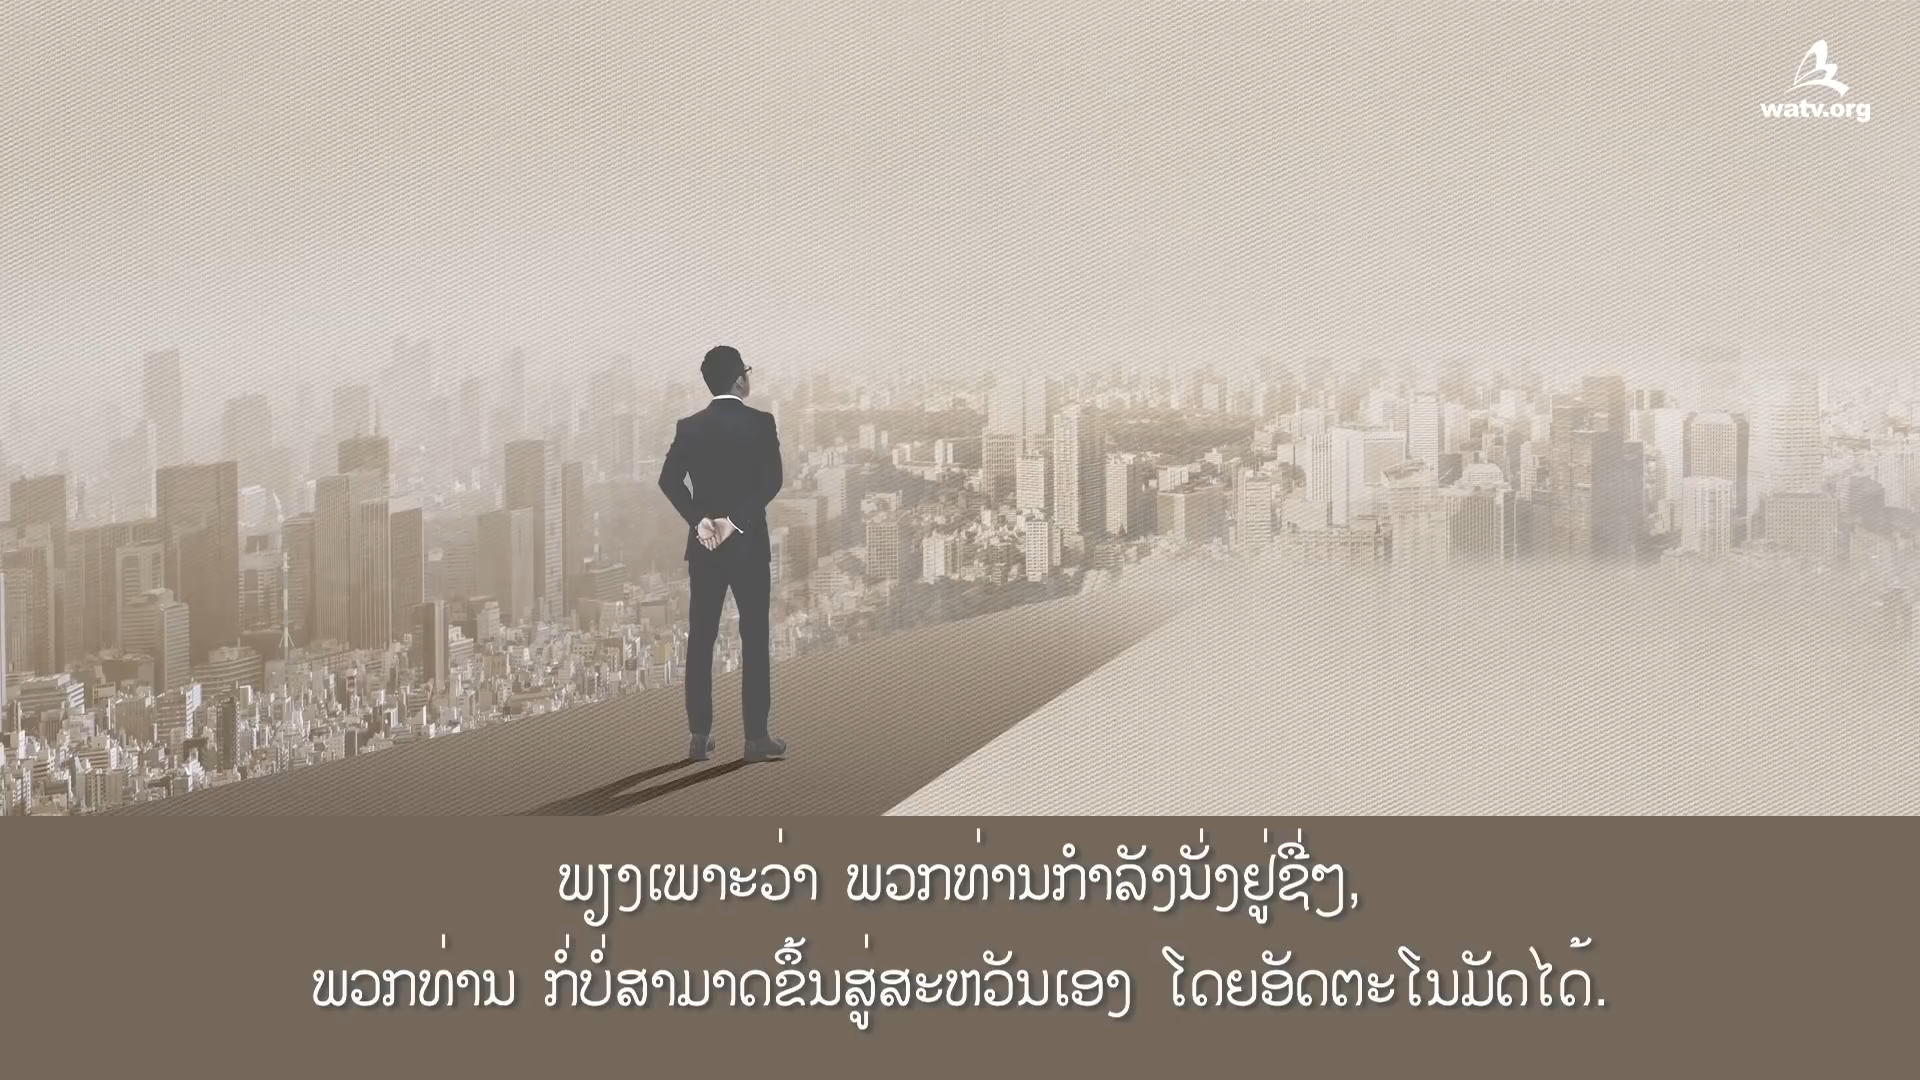 watv.org
ພຽງເພາະວ່າ ພວກທ່ານກຳລັງນັ່ງຢູ່ຊື່ໆ,
ພວກທ່ານ ກໍ່ບໍ່ສາມາດຂຶ້ນສູ່ສະຫວັນເອງ ໂດຍອັດຕະໂນມັດໄດ້.